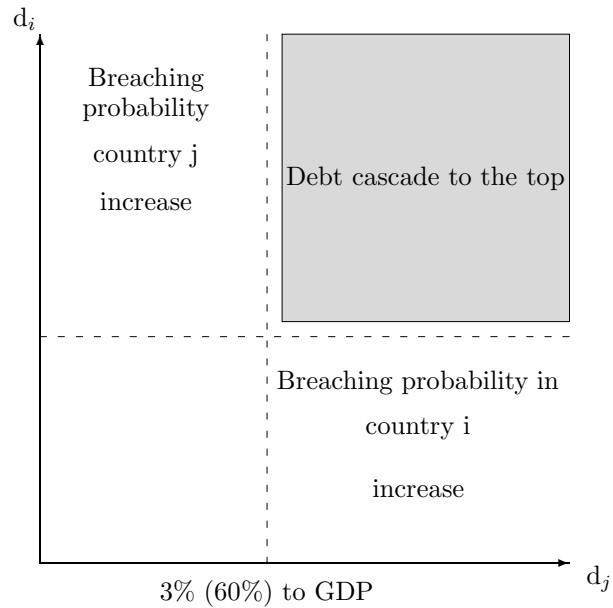 d_i
Breaching
probability
country j
increase
Debt cascade to the top
Breaching probability in
country i
increase
3% (60%) to GDP
d_j